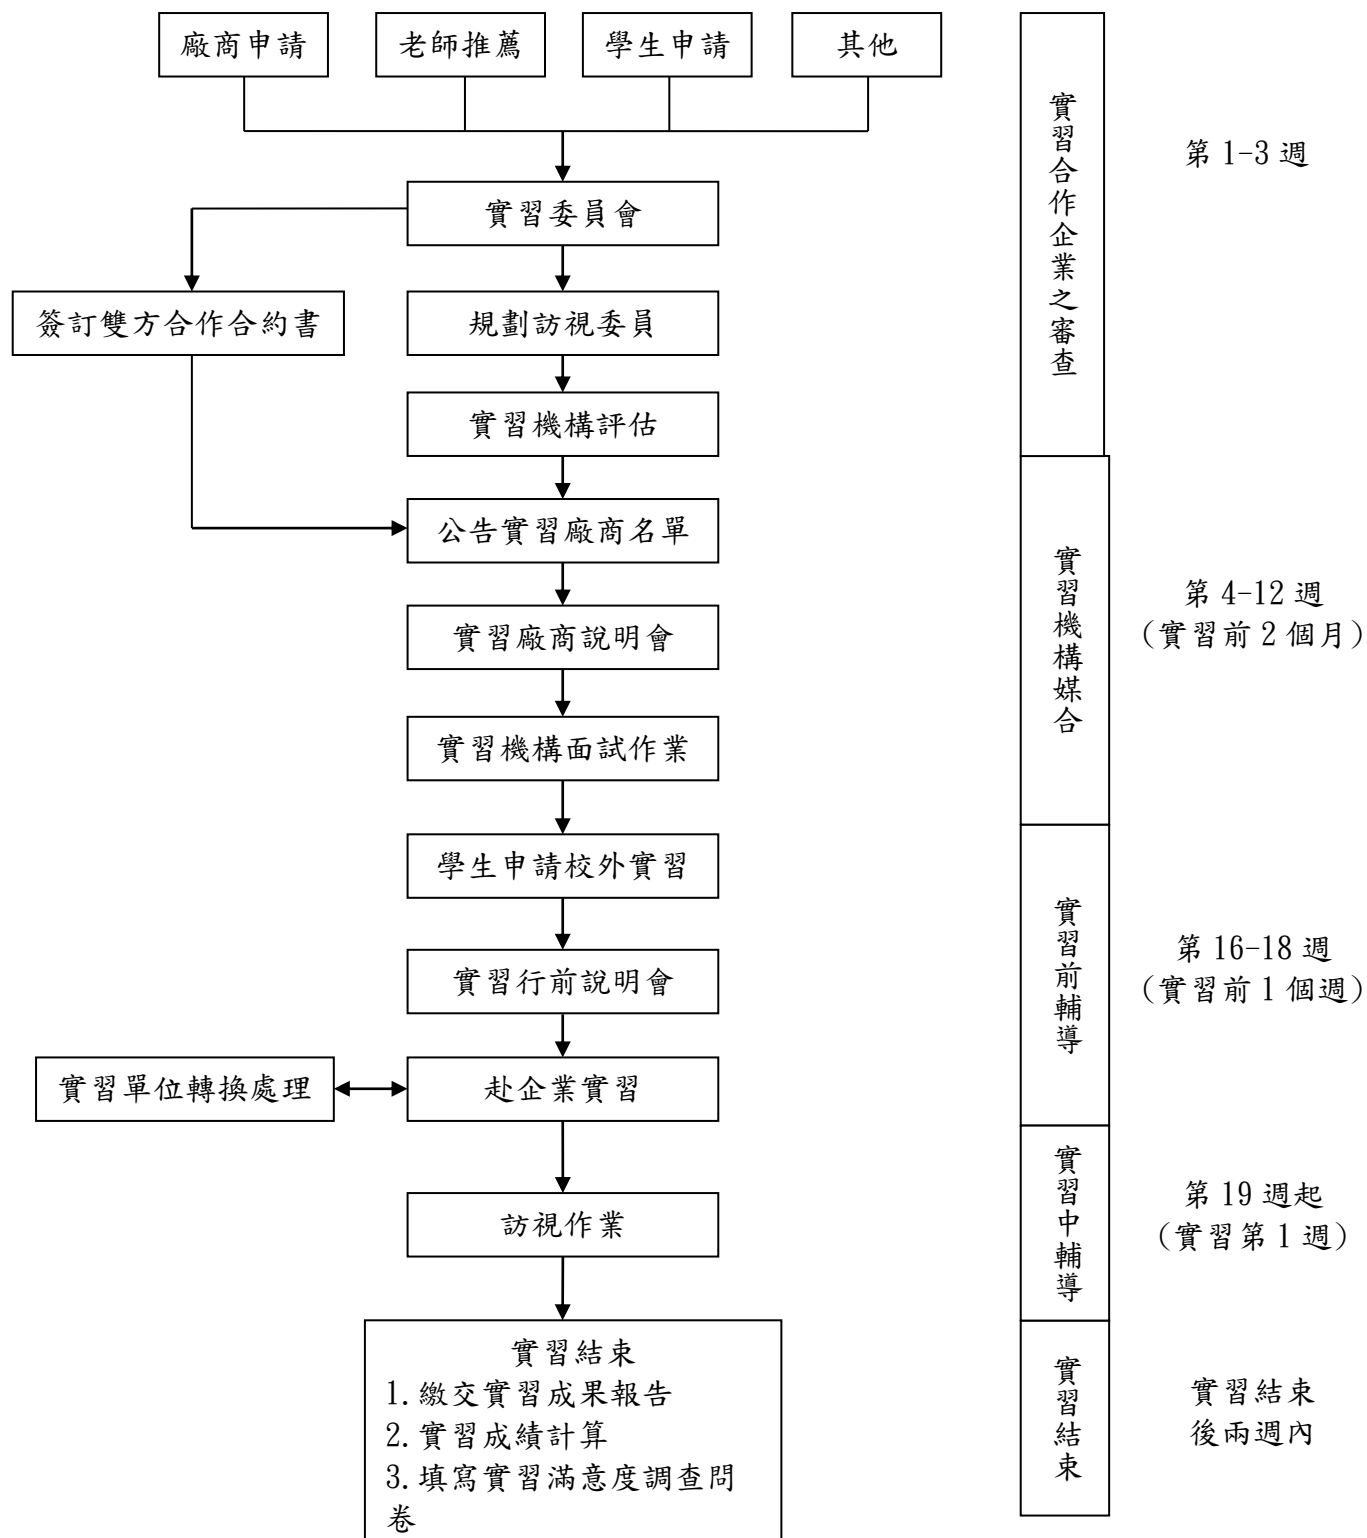 廠商申請
老師推薦
學生申請
其他
實習委員會
簽訂雙方合作合約書
規劃訪視委員
實習機構評估
公告實習廠商名單
實習廠商說明會
實習機構面試作業
學生申請校外實習
實習行前說明會
實習單位轉換處理
赴企業實習
訪視作業
實習結束
1.繳交實習成果報告
2.實習成績計算
3.填寫實習滿意度調查問
卷
實習合作企業之審查
第 1-3 週
實習機構媒合
第 4-12 週
(實習前 2 個月)
實習前輔導
第 16-18 週
(實習前 1 個週)
實習中輔導
第 19 週起
(實習第 1 週)
實習結束
實習結束
後兩週內